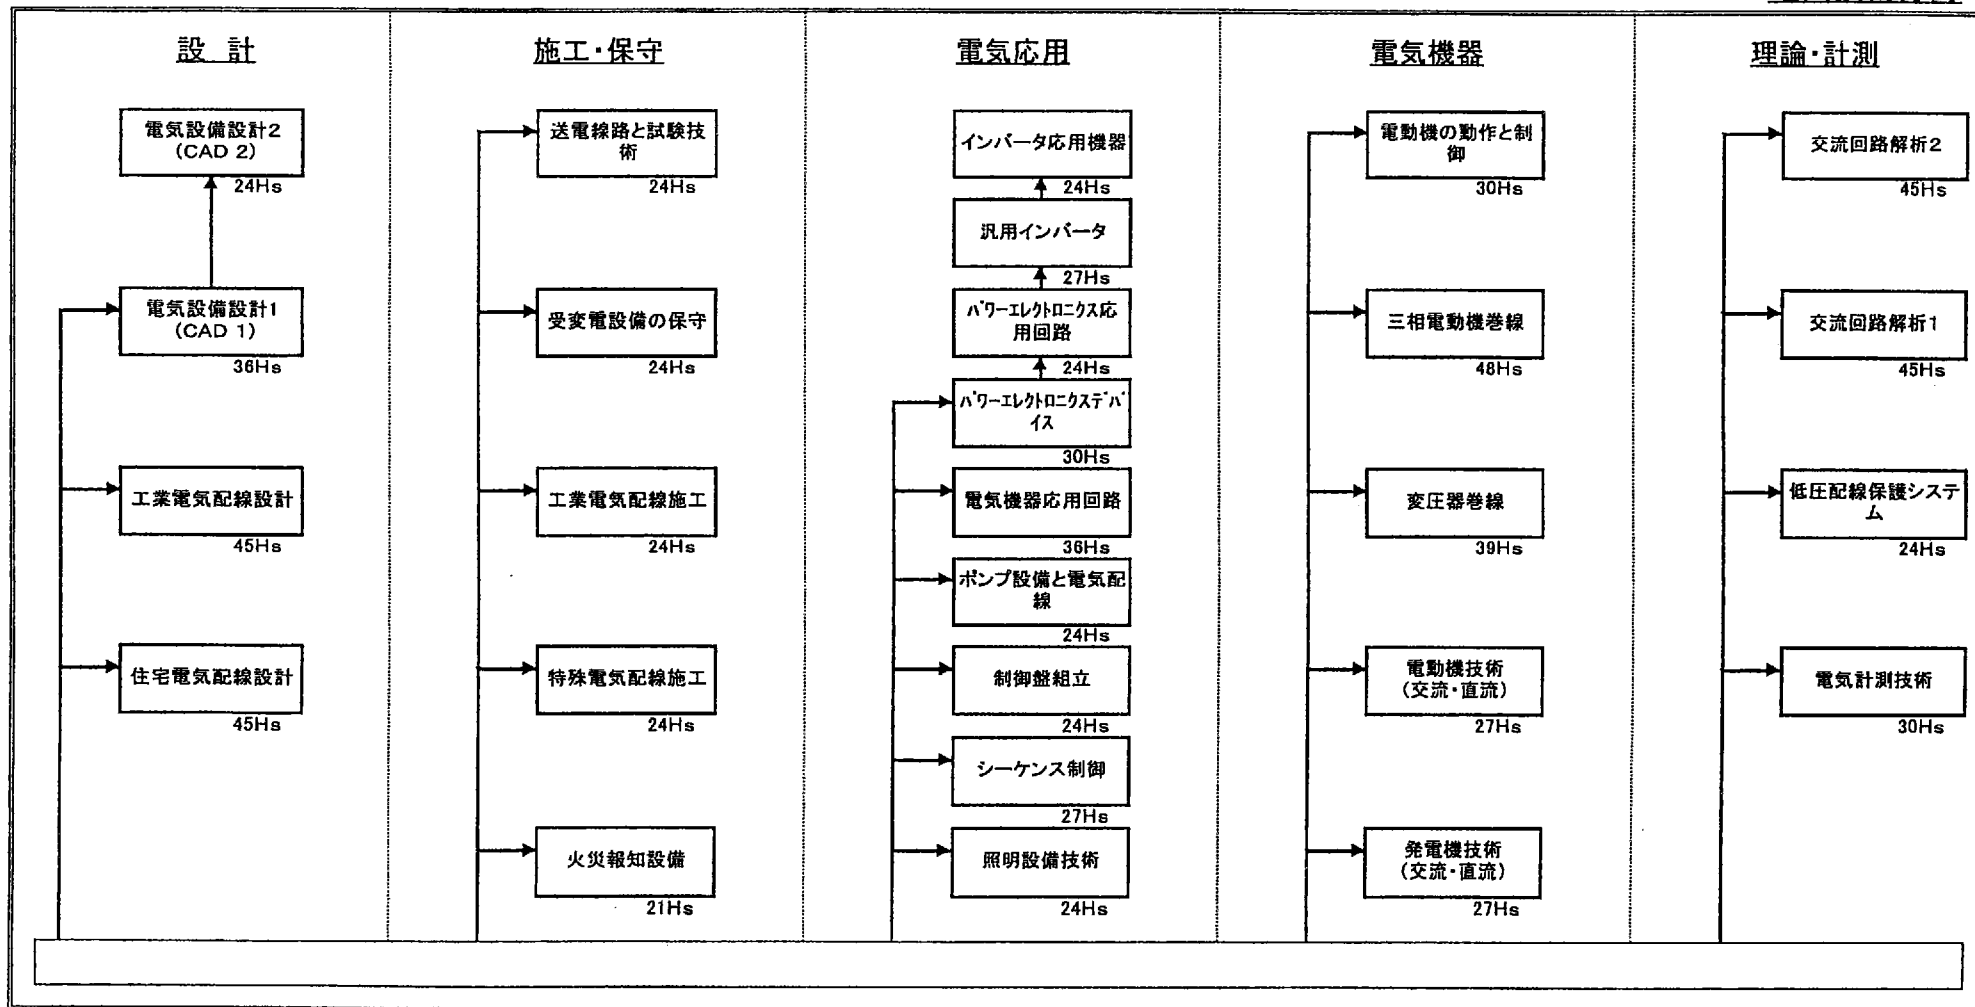 設 計
電気設備設計2
(CAD 2)
24Hs
電気設備設計1
(CAD 1)
36Hs
工業電気配線設計
45Hs
住宅電気配線設計
45Hs
施工・保守
送電線路と試験技
術
24Hs
受変電設備の保守
24Hs
工業電気配線施工
24Hs
特殊電気配線施工
24Hs
火災報知設備
21Hs
電気応用
インバータ応用機器
24Hs
汎用インバータ
27Hs
パワーエレクトロニクス応
用回路
24Hs
パワーエレクトロニクスデバ
イス
30Hs
電気機器応用回路
36Hs
ポンプ設備と電気配
線
24Hs
制御盤組立
24Hs
シーケンス制御
27Hs
照明設備技術
24Hs
電気機器
電動機の動作と制
御
30Hs
三相電動機巻線
48Hs
変圧器巻線
39Hs
電動機技術
(交流・直流)
27Hs
発電機技術
(交流・直流)
27Hs
理論・計測
交流回路解析2
45Hs
交流回路解析1
45Hs
低圧配線保護システ
ム
24Hs
電気計測技術
30Hs